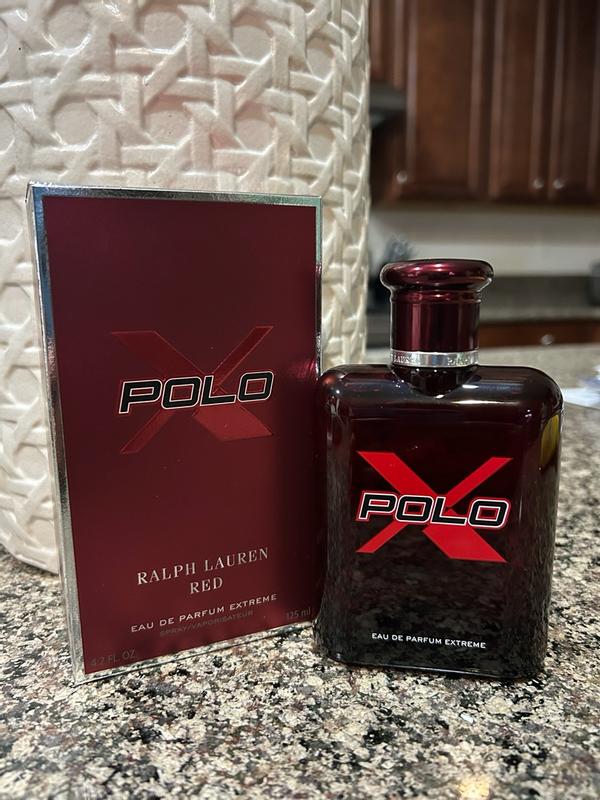 POLO
RALPH LAUREN
RED
EAU DE PARFUM EXTREME
SPRAY/VAPORISATEUR
4.2 FL. OZ.
125 ml
POLO
EAU DE PARFUM EXTREME